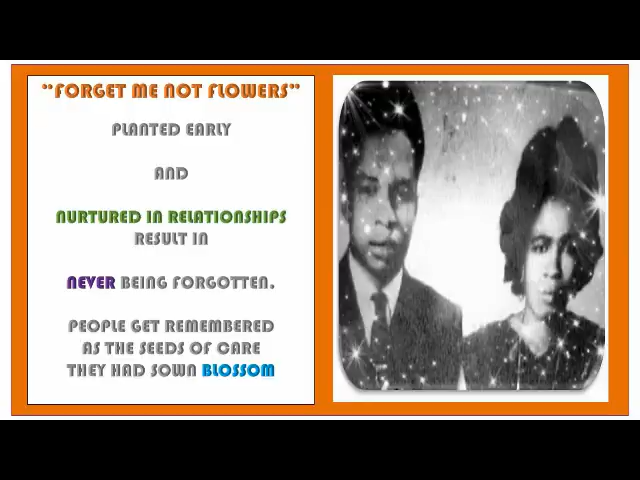 "FORGET ME NOT FLOWERS"
PLANTED EARLY
AND
NURTURED IN RELATIONSHIPS
RESULT IN
NEVER BEING FORGOTTEN.
PEOPLE GET REMEMBERED
AS THE SEEDS OF CARE
THEY HAD SOWN BLOSSOM